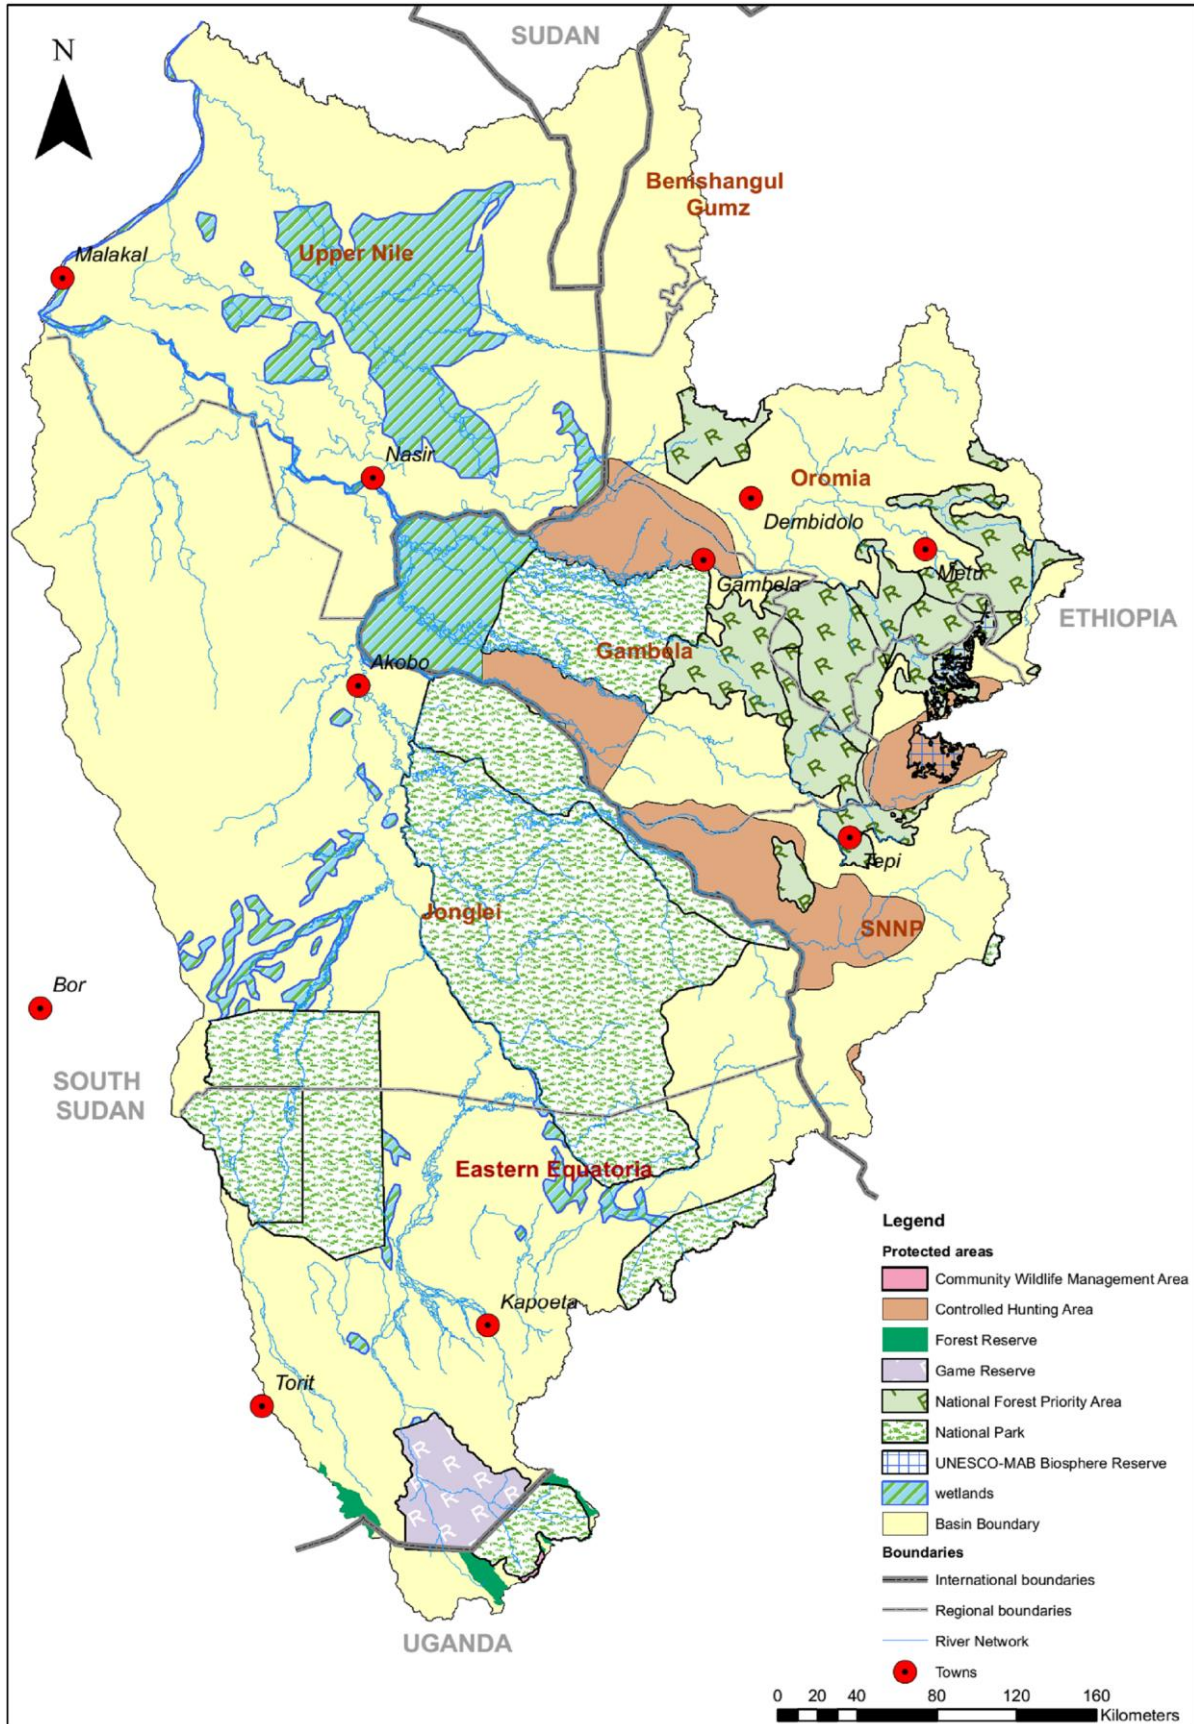 SUDAN
N
Bemshangul
Gumz
Malakal
Upper Nile
Nasir
Oromia
Dembidolo
Metu
Gambela
ETHIOPIA
Gambela
Akobo
Tepi
Jonglei
SNNP
Bor
SOUTH
SUDAN
Eastern Equatoria
Kapoeta
Torit
UGANDA
Legend
Protected areas
Community Wildlife Management Area
Controlled Hunting Area
Forest Reserve
Game Reserve
National Forest Priority Area
National Park
UNESCO-MAB Biosphere Reserve
wetlands
Basin Boundary
Boundaries
International boundaries
Regional boundaries
River Network
Towns
0 20 40 80 120 160
Kilometers